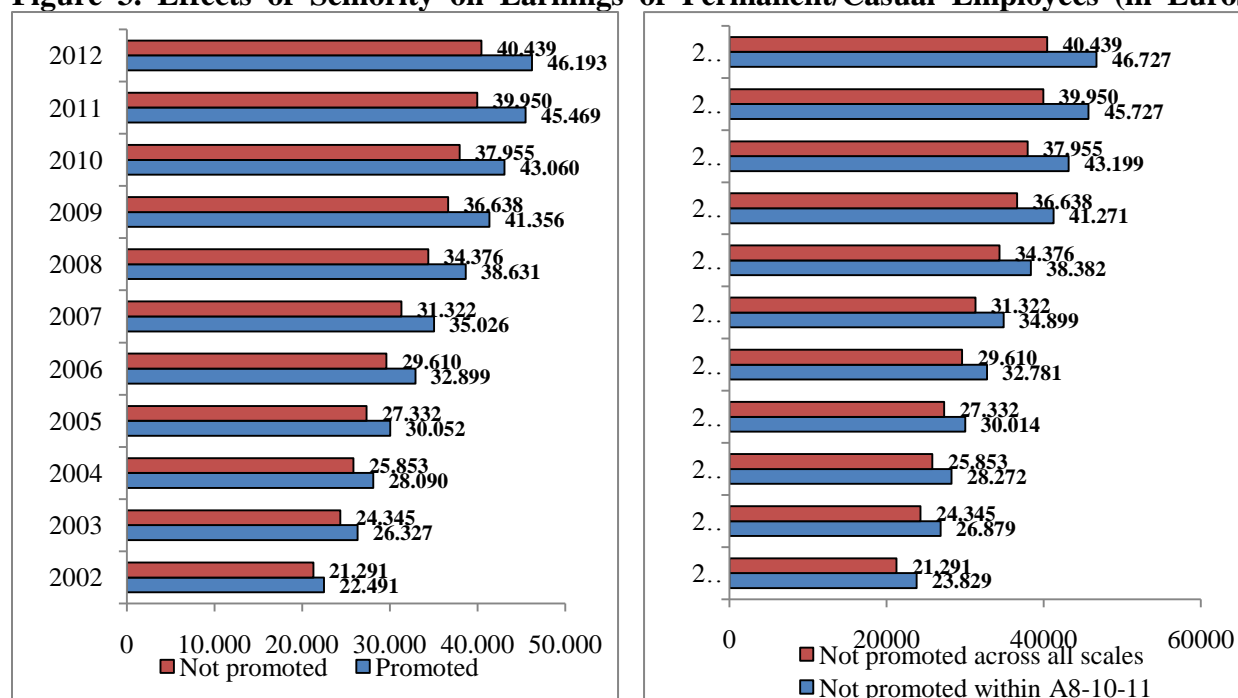 Figure 3. Effects of Seniority on Earnings of Permanent/Casual Employees (in Euros
2012 40.439 46.193
2011 39.950 45.469
2010 37.955 43.060
2009 36.638 41.356
2008 34.376 38.631
2007 31.322 35.026
2006 29.610 32.899
2005 27.332 30.052
2004 25.853 28.090
2003 24.345 26.327
2002 21.291 22.491
0 10.000 20.000 30.000 40.000 50.000
Not promoted Promoted
2.. 40.439 46.727
2.. 39.950 45.727
2.. 37.955 43.199
2.. 36.638 41.271
2.. 34.376 38.382
2.. 31.322 34.899
2.. 29.610 32.781
2.. 27.332 30.014
2.. 25.853 28.272
2.. 24.345 26.879
2.. 21.291 23.829
0 20000 40000 60000
Not promoted across all scales
Not promoted within A8-10-11